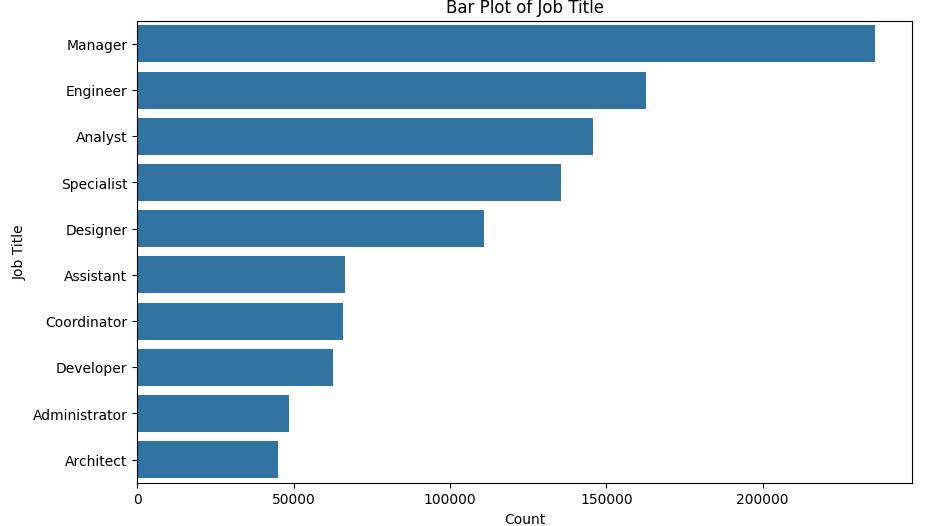 Bar Plot of Job Title
Manager
Engineer
Analyst
Specialist
Designer
Assistant
Coordinator
Developer
Administrator
Architect
Job Title
0 50000 100000 150000 200000
Count